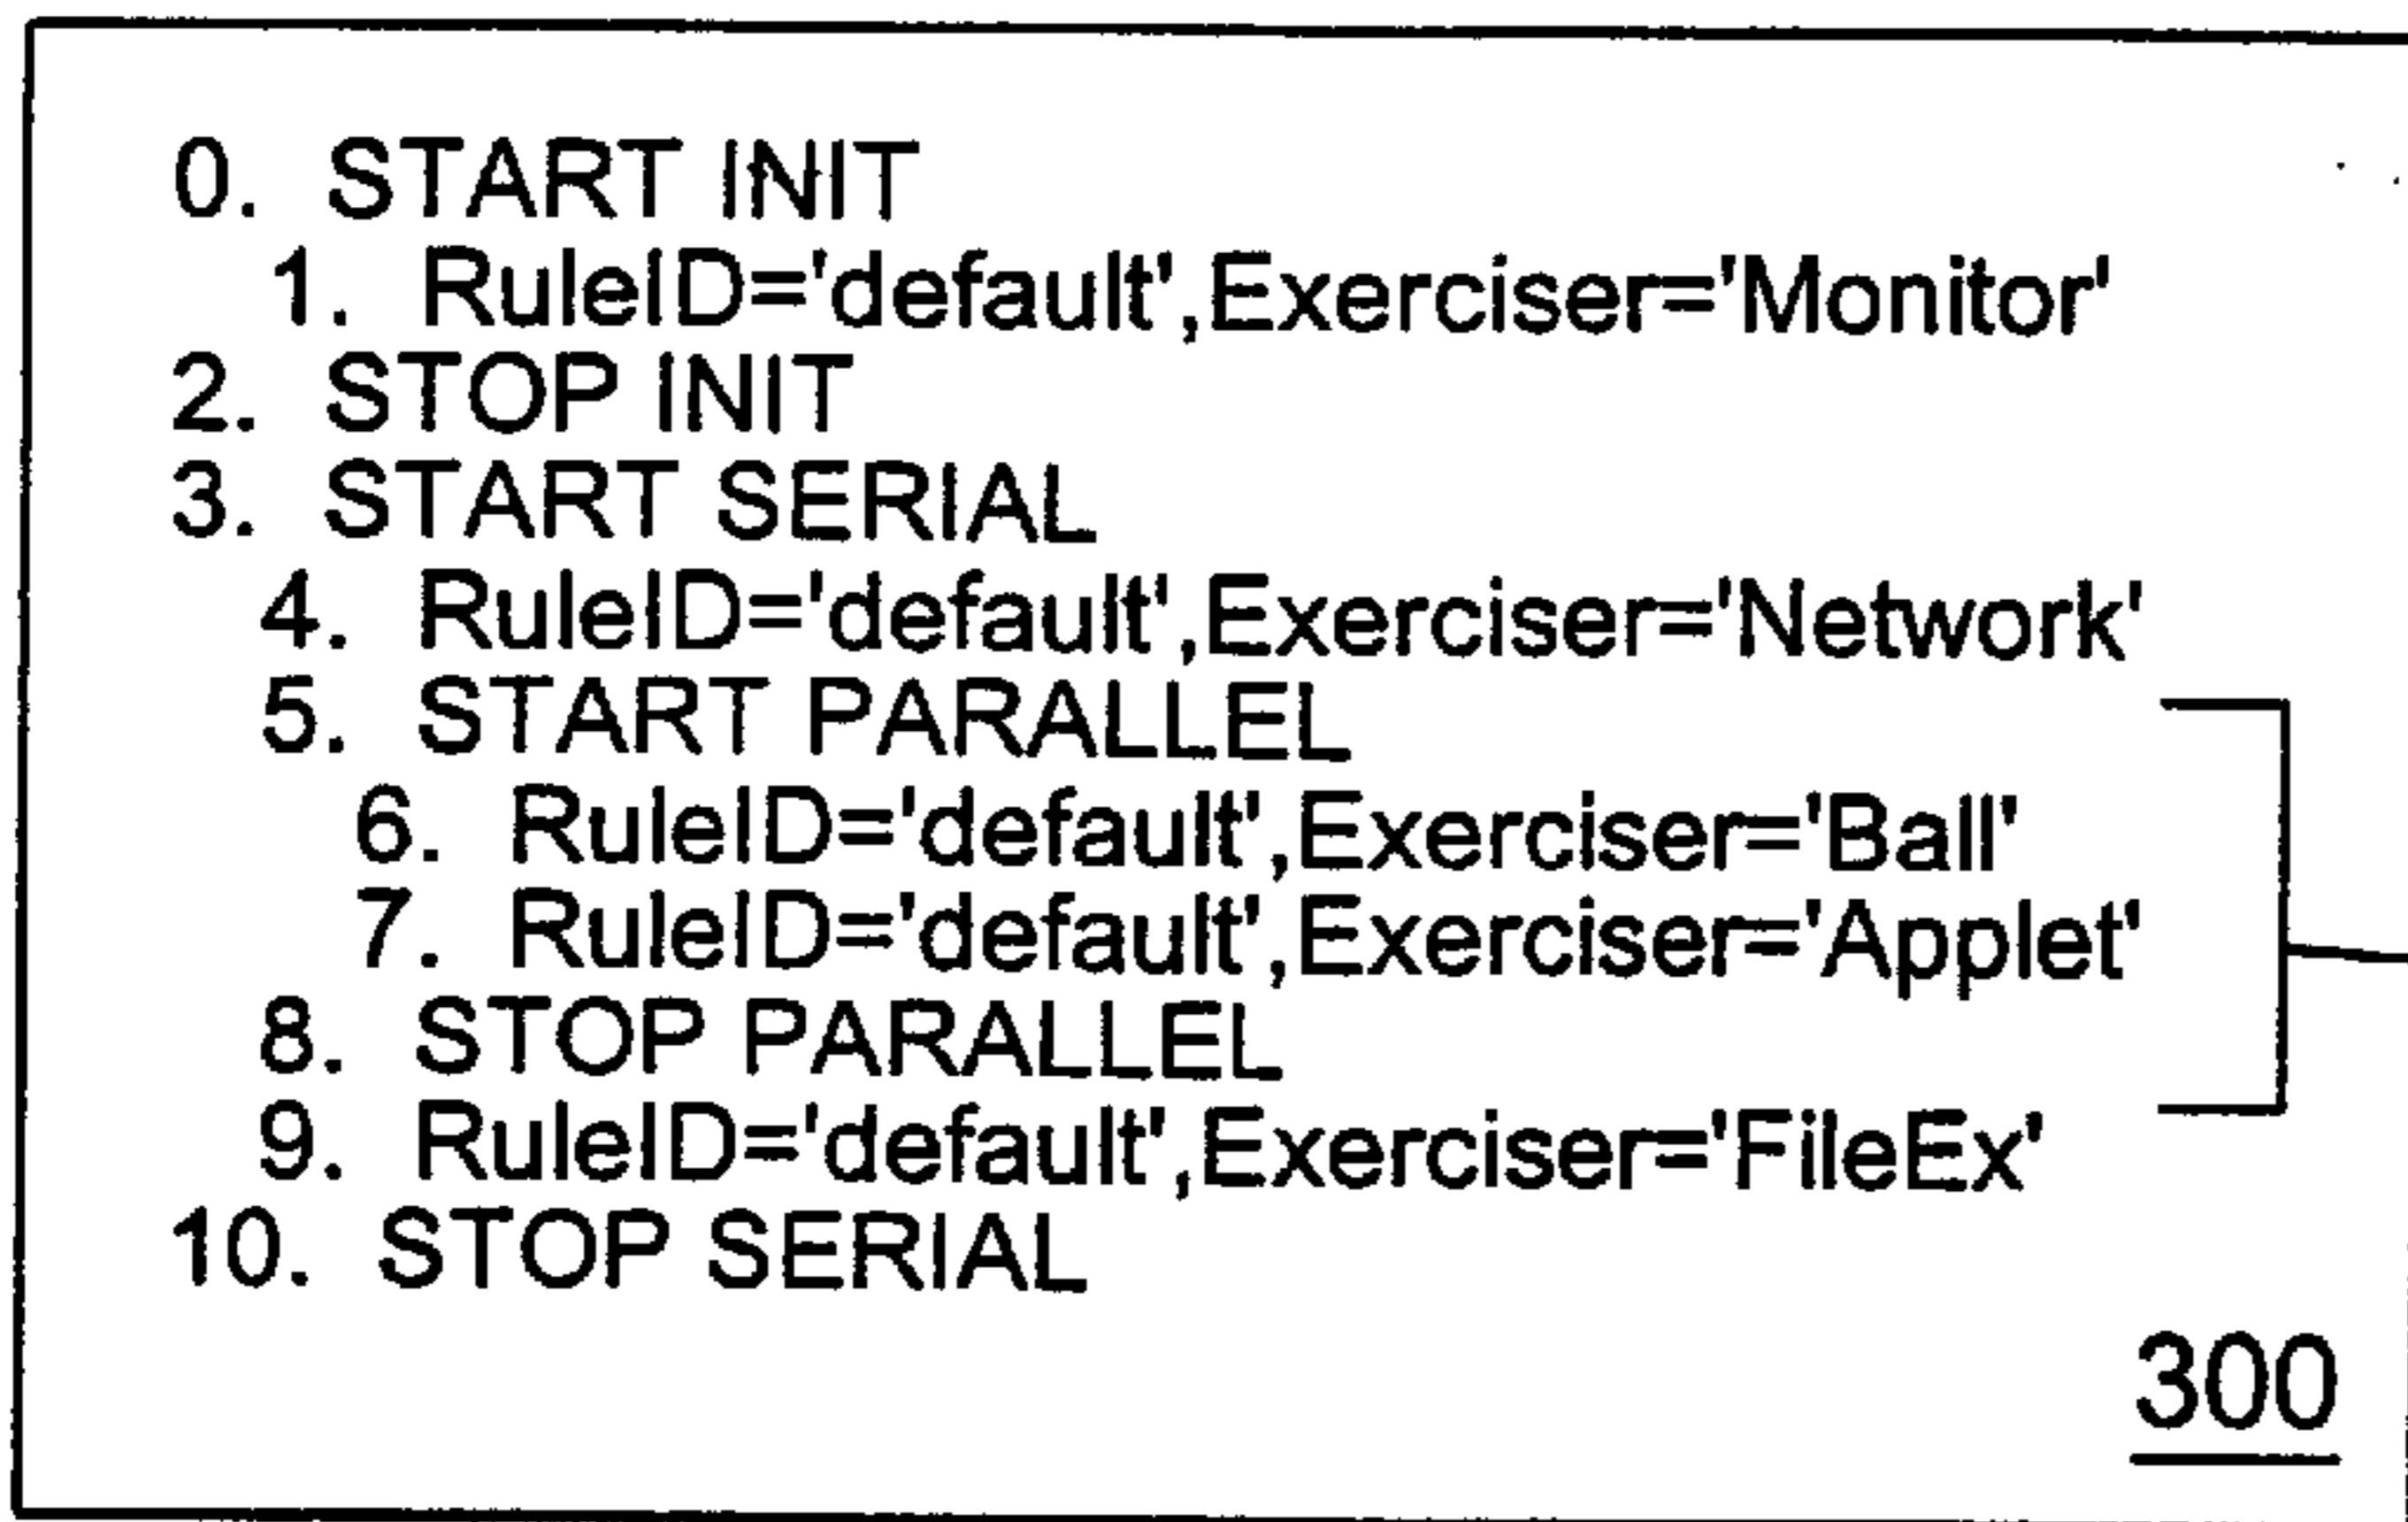 0. START INIT
1. RuleID='default',Exerciser='Monitor'
2. STOP INIT
3. START SERIAL
4. RuleID='default',Exerciser='Network'
5. START PARALLEL
6. RuleID='default',Exerciser='Ball'
7. RuleID='default',Exerciser='Applet'
8. STOP PARALLEL
9. RuleID='default',Exerciser='FileEx'
10. STOP SERIAL
300